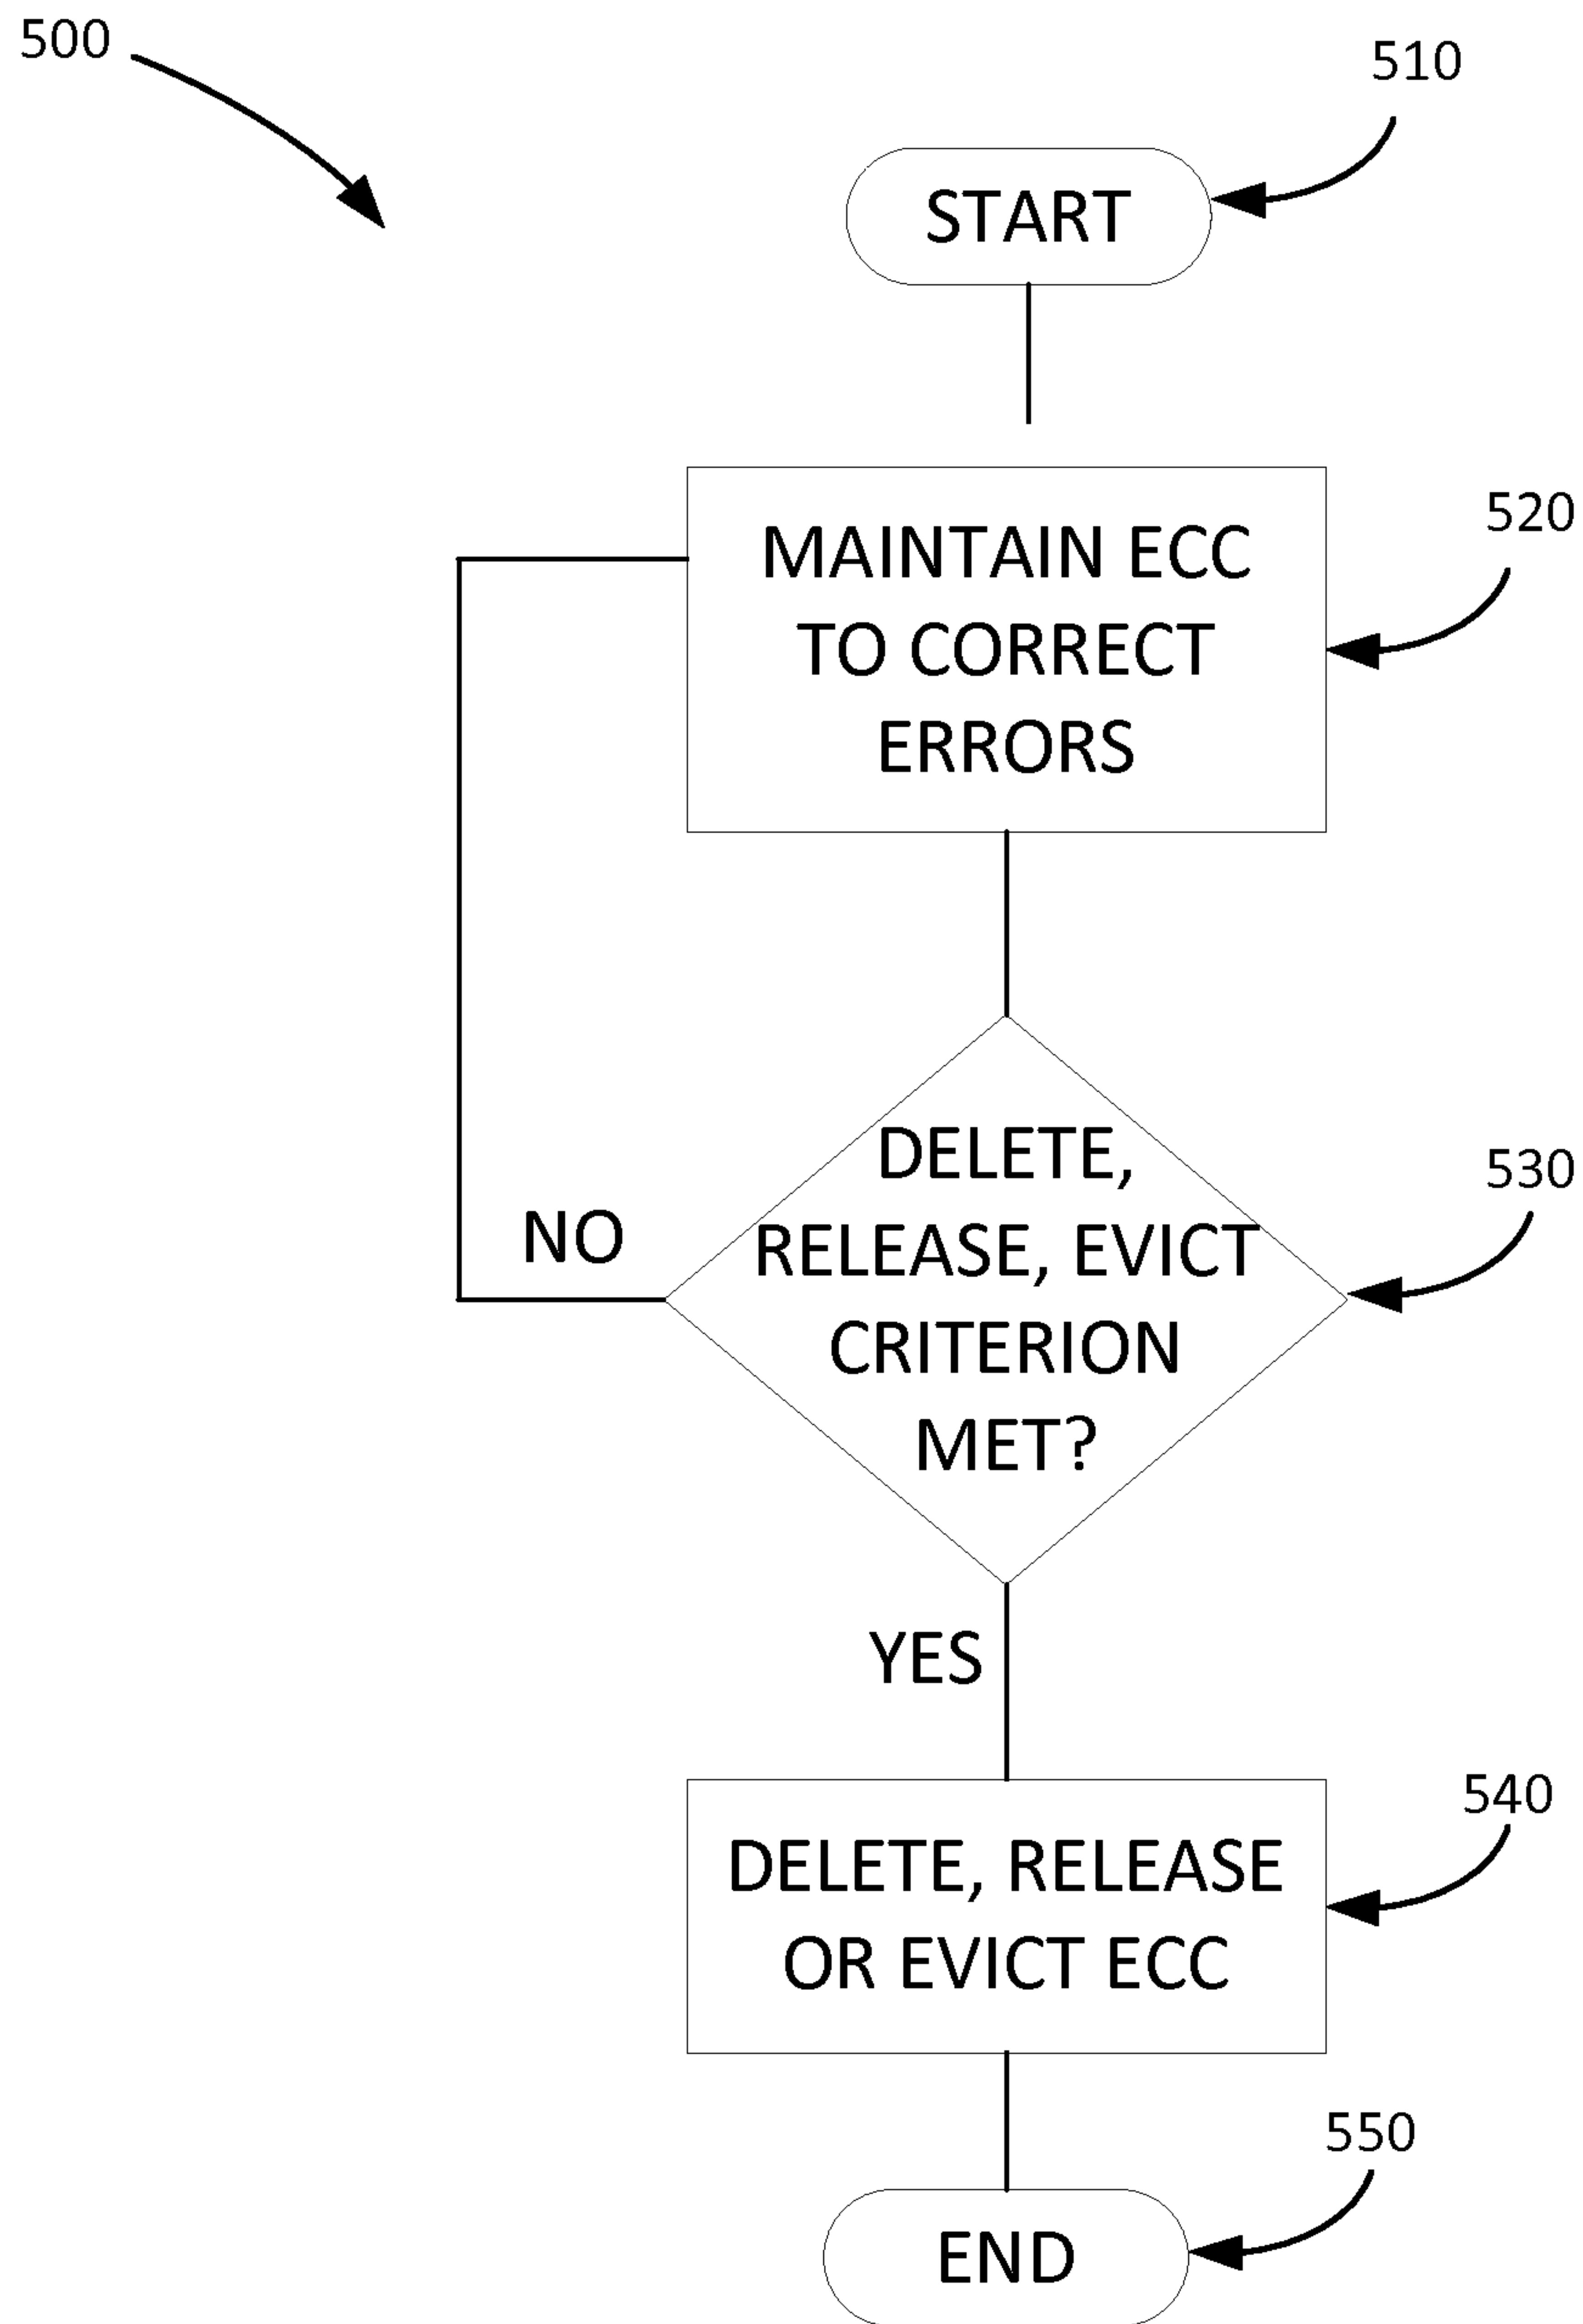 500
510
START
MAINTAIN ECC
TO CORRECT
ERRORS
520
DELETE,
RELEASE, EVICT
CRITERION
MET?
530
NO
YES
DELETE, RELEASE
OR EVICT ECC
540
550
END